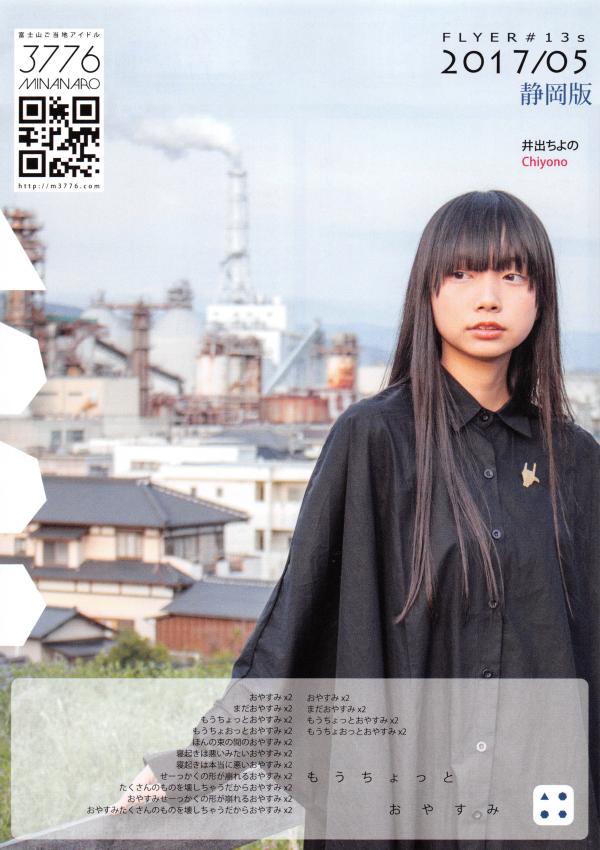 富士山ご当地アイドル
3776
MINANARO
http://m3776.com
FLYER#13s
2017/05
静岡版
井出ちよの
Chiyono
おやすみ x2
まだおやすみ x2
もうちょっとおやすみ x2
もうちょおっとおやすみ x2
ほんの束の間のおやすみ x2
寝起きは悪いみたいおやすみ x2
寝起きは本当に悪いおやすみ x2
せーっかくの形が崩れるおやすみ x2
たくさんのものを壊しちゃうだからおやすみ x2
おやすみせーっかくの形が崩れるおやすみ x2
おやすみたくさんのものを壊しちゃうだからおやすみ x2
おやすみ x2
まだおやすみ x2
もうちょっとおやすみ x2
もうちょおっとおやすみ x2
もうちょっと
おやすみ